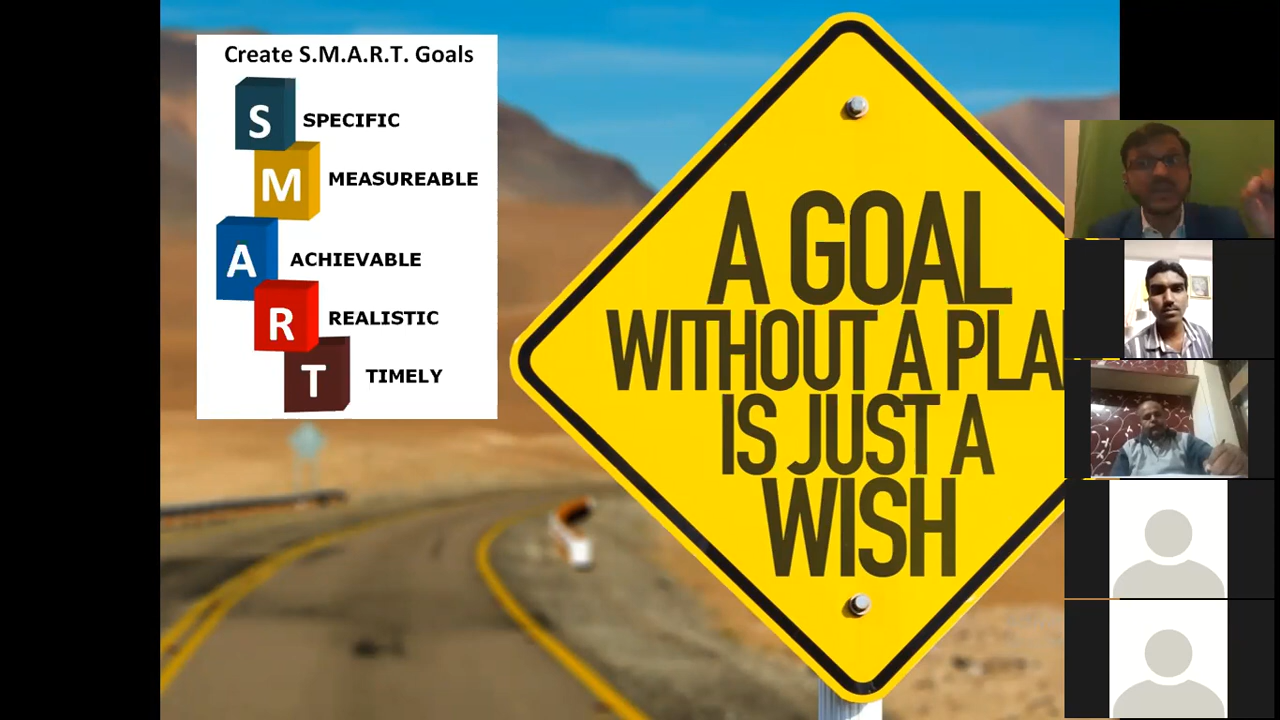 Create S.M.A.R.T. Goals
S SPECIFIC
M MEASUREABLE
A ACHIEVABLE
R REALISTIC
T TIMELY
A GOAL
WITHOUT A PLA
IS JUST A
WISH